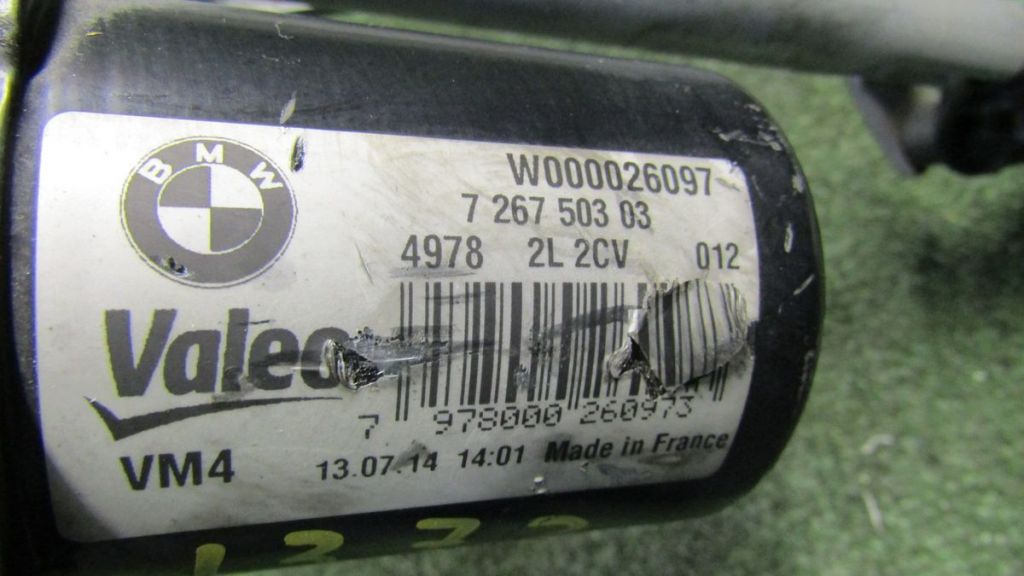 BMW
W000026097
7 267 503 03
4978 2L 2CV 012
Valeo
7 978000 260973
VM4 13.07.14 14:01 Made in France